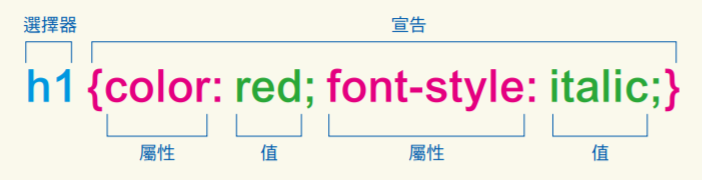 選擇器 宣告
h1 {color: red; font-style: italic;}
屬性 值 屬性 值